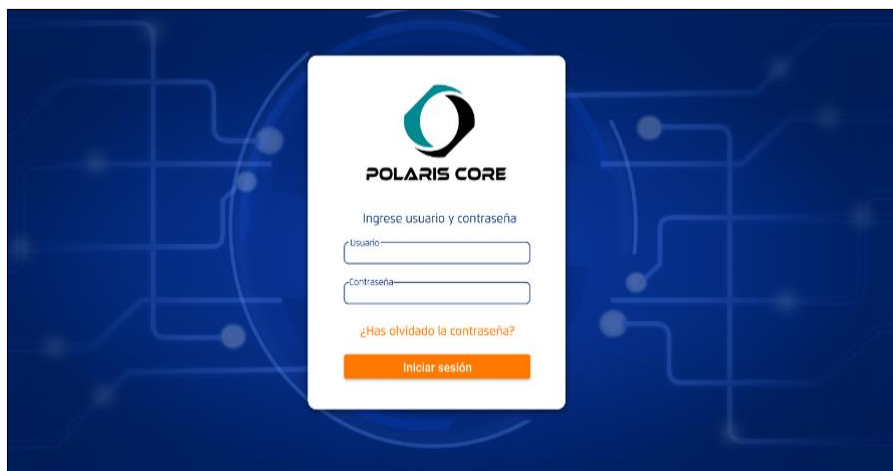 POLARIS CORE
Ingrese usuario y contraseña
Usuario
Contraseña
¿Has olvidado la contraseña?
Iniciar sesión